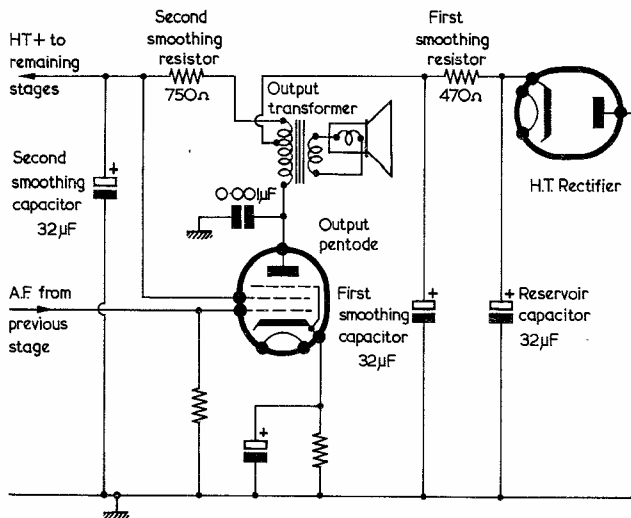 HT+ to
remaining
stages
Second
smoothing
resistor
750Ω
Output
transformer
First
smoothing
resistor
470Ω
H.T. Rectifier
Second
smoothing
capacitor
32µF
+
0·001µF
Output
pentode
A.F. from
previous
stage
First
smoothing
capacitor
32µF
+
+ Reservoir
capacitor
32µF
+